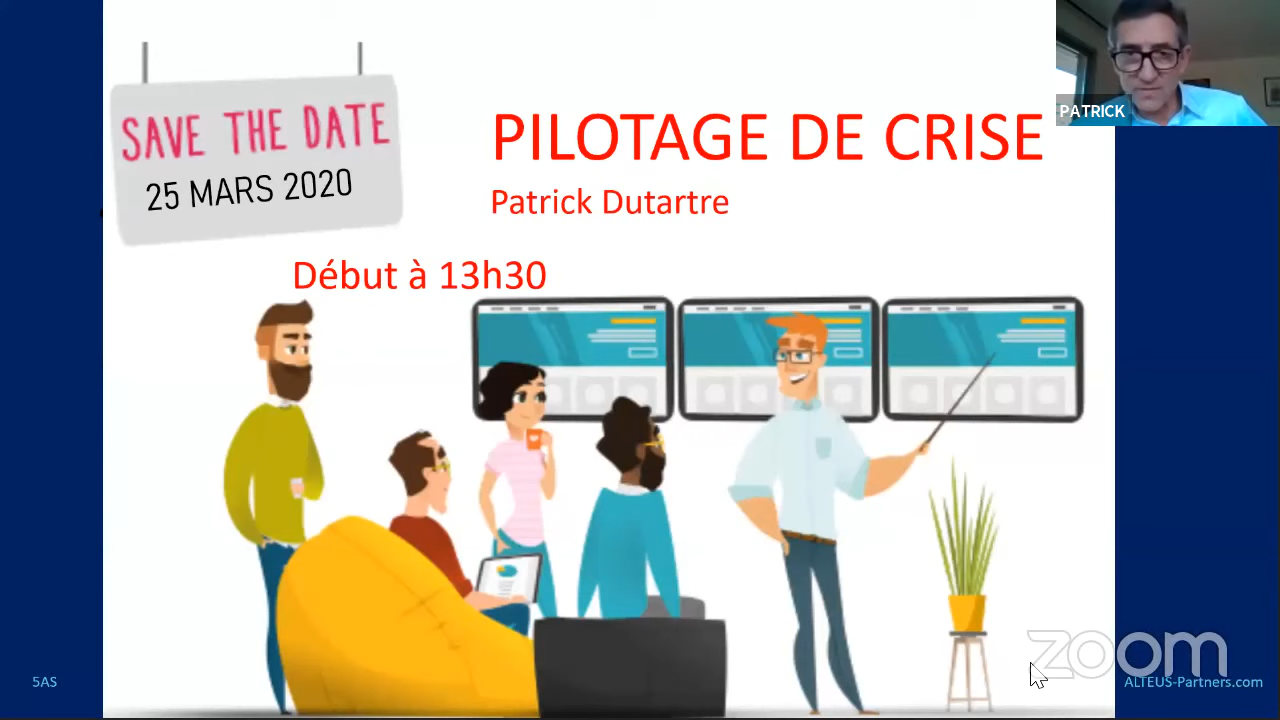 SAVE THE DATE
25 MARS 2020
PILOTAGE DE CRISE
Patrick Dutartre
Début à 13h30
PATRICK
zoom
5AS
ALTEUS-Partners.com